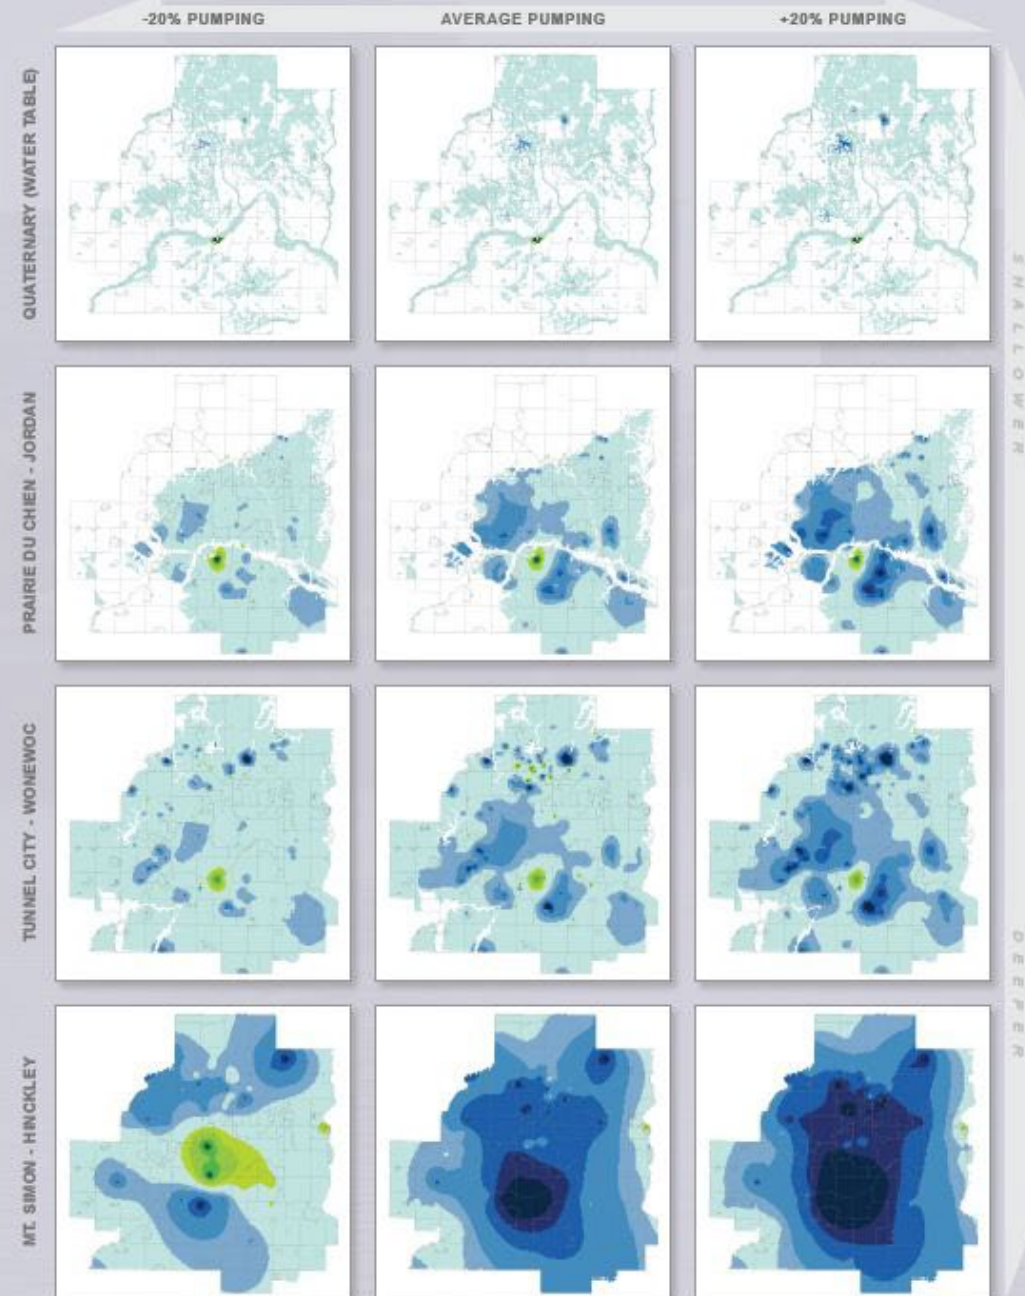 -20% PUMPING
AVERAGE PUMPING
+20% PUMPING
QUATERNARY (WATER TABLE)
SHALLOWER
PRAIRIE DU CHIEN - JORDAN
TUNNEL CITY - WONEWOC
DEEPER
MT. SIMON - HINCKLEY